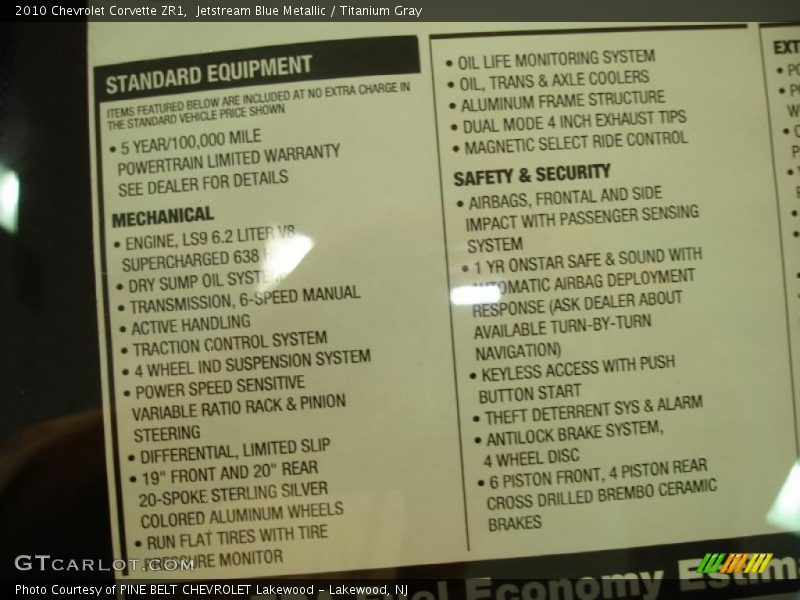 2010 Chevrolet Corvette ZR1, Jetstream Blue Metallic / Titanium Gray
STANDARD EQUIPMENT
ITEMS FEATURED BELOW ARE INCLUDED AT NO EXTRA CHARGE IN
THE STANDARD VEHICLE PRICE SHOWN
• 5 YEAR/100,000 MILE
POWERTRAIN LIMITED WARRANTY
SEE DEALER FOR DETAILS
MECHANICAL
• ENGINE, LS9 6.2 LITER V8
SUPERCHARGED 638
• DRY SUMP OIL SYSTEM
• TRANSMISSION, 6-SPEED MANUAL
• ACTIVE HANDLING
• TRACTION CONTROL SYSTEM
• 4 WHEEL IND SUSPENSION SYSTEM
• POWER SPEED SENSITIVE
VARIABLE RATIO RACK & PINION
STEERING
• DIFFERENTIAL, LIMITED SLIP
• 19" FRONT AND 20" REAR
20-SPOKE STERLING SILVER
COLORED ALUMINUM WHEELS
• RUN FLAT TIRES WITH TIRE
PRESSURE MONITOR
• OIL LIFE MONITORING SYSTEM
• OIL, TRANS & AXLE COOLERS
• ALUMINUM FRAME STRUCTURE
• DUAL MODE 4 INCH EXHAUST TIPS
• MAGNETIC SELECT RIDE CONTROL
SAFETY & SECURITY
• AIRBAGS, FRONTAL AND SIDE
IMPACT WITH PASSENGER SENSING
SYSTEM
• 1 YR ONSTAR SAFE & SOUND WITH
AUTOMATIC AIRBAG DEPLOYMENT
RESPONSE (ASK DEALER ABOUT
AVAILABLE TURN-BY-TURN
NAVIGATION)
• KEYLESS ACCESS WITH PUSH
BUTTON START
• THEFT DETERRENT SYS & ALARM
• ANTILOCK BRAKE SYSTEM,
4 WHEEL DISC
• 6 PISTON FRONT, 4 PISTON REAR
CROSS DRILLED BREMBO CERAMIC
BRAKES
EXT
Economy Estim
GTCARLOT.COM
Photo Courtesy of PINE BELT CHEVROLET Lakewood - Lakewood, NJ